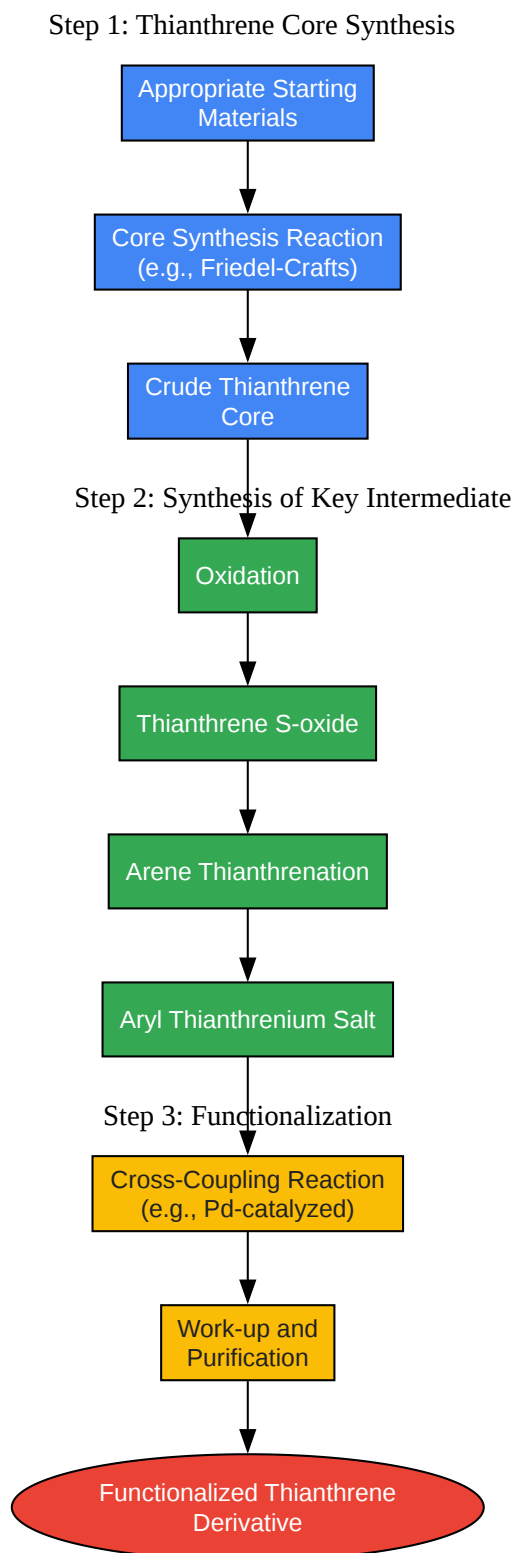 Step 1: Thianthrene Core Synthesis
Appropriate Starting
Materials
Core Synthesis Reaction
(e.g., Friedel-Crafts)
Crude Thianthrene
Core
Step 2: Synthesis of Key Intermediate
Oxidation
Thianthrene S-oxide
Arene Thianthrenation
Aryl Thianthrenium Salt
Step 3: Functionalization
Cross-Coupling Reaction
(e.g., Pd-catalyzed)
Work-up and
Purification
Functionalized Thianthrene
Derivative